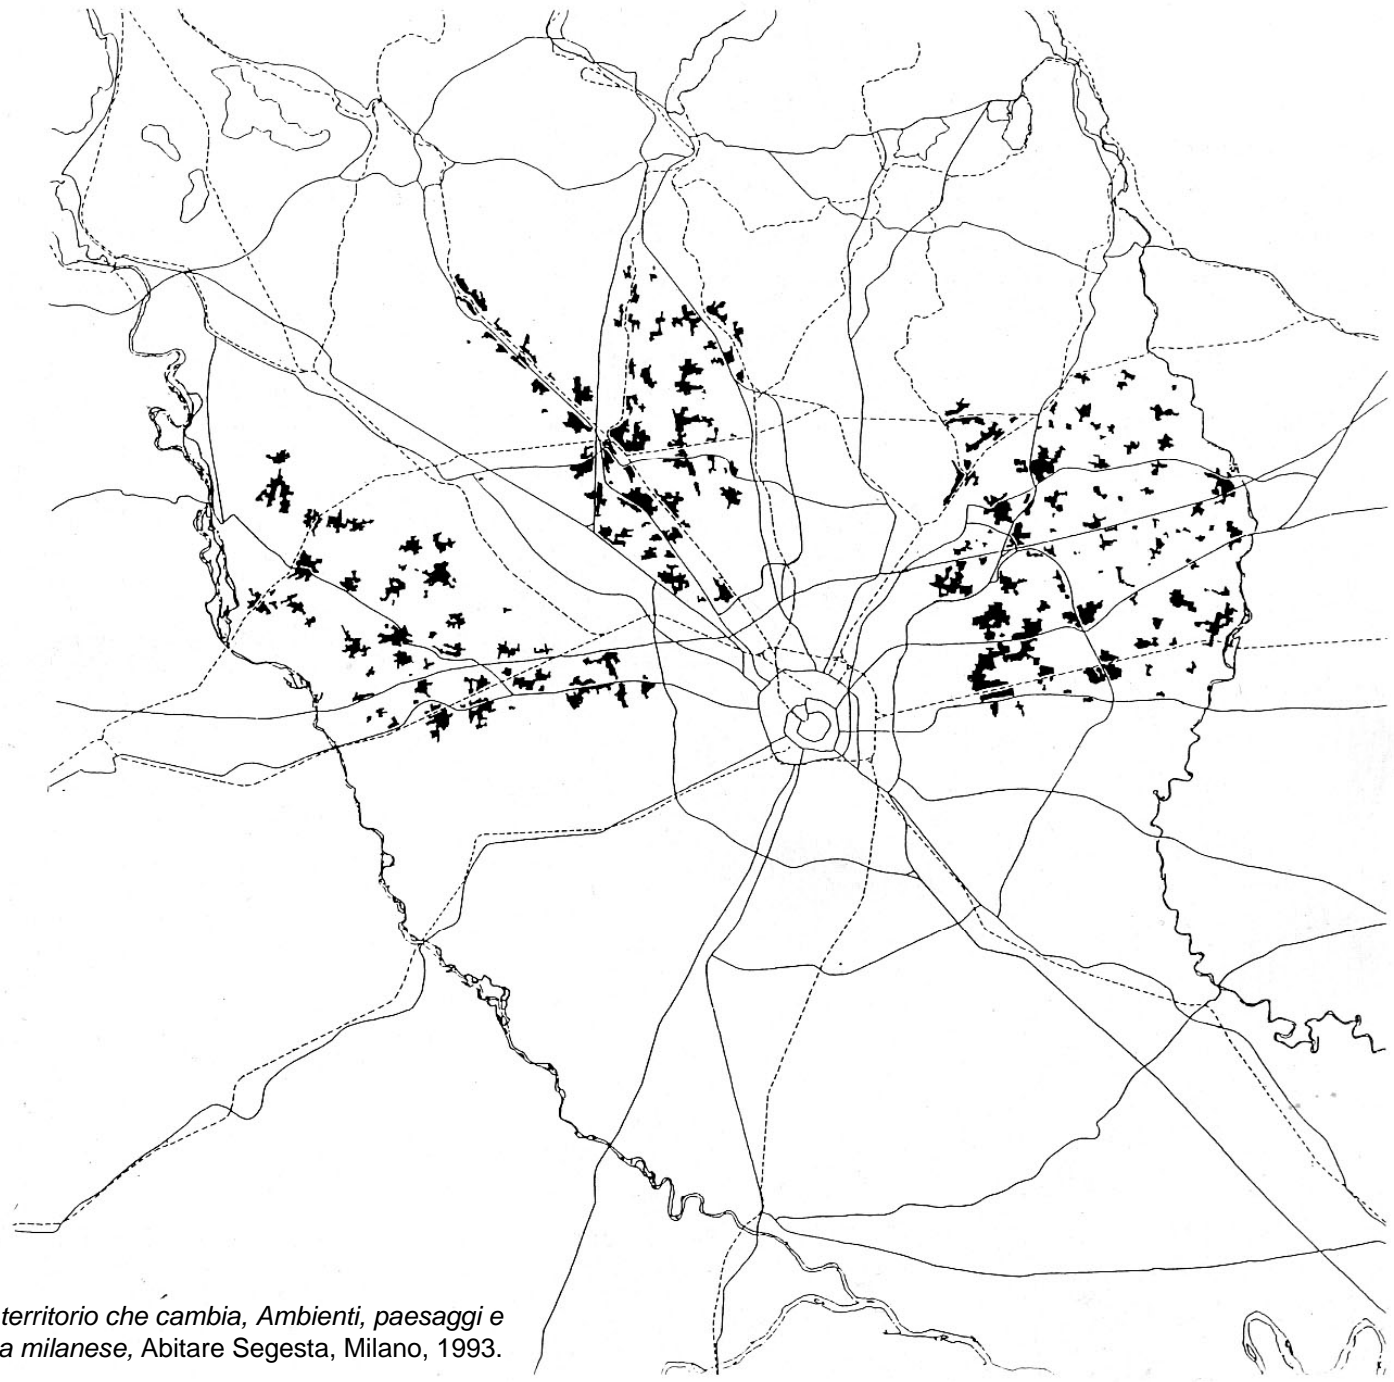 territorio che cambia, Ambienti, paesaggi e
a milanese, Abitare Segesta, Milano, 1993.